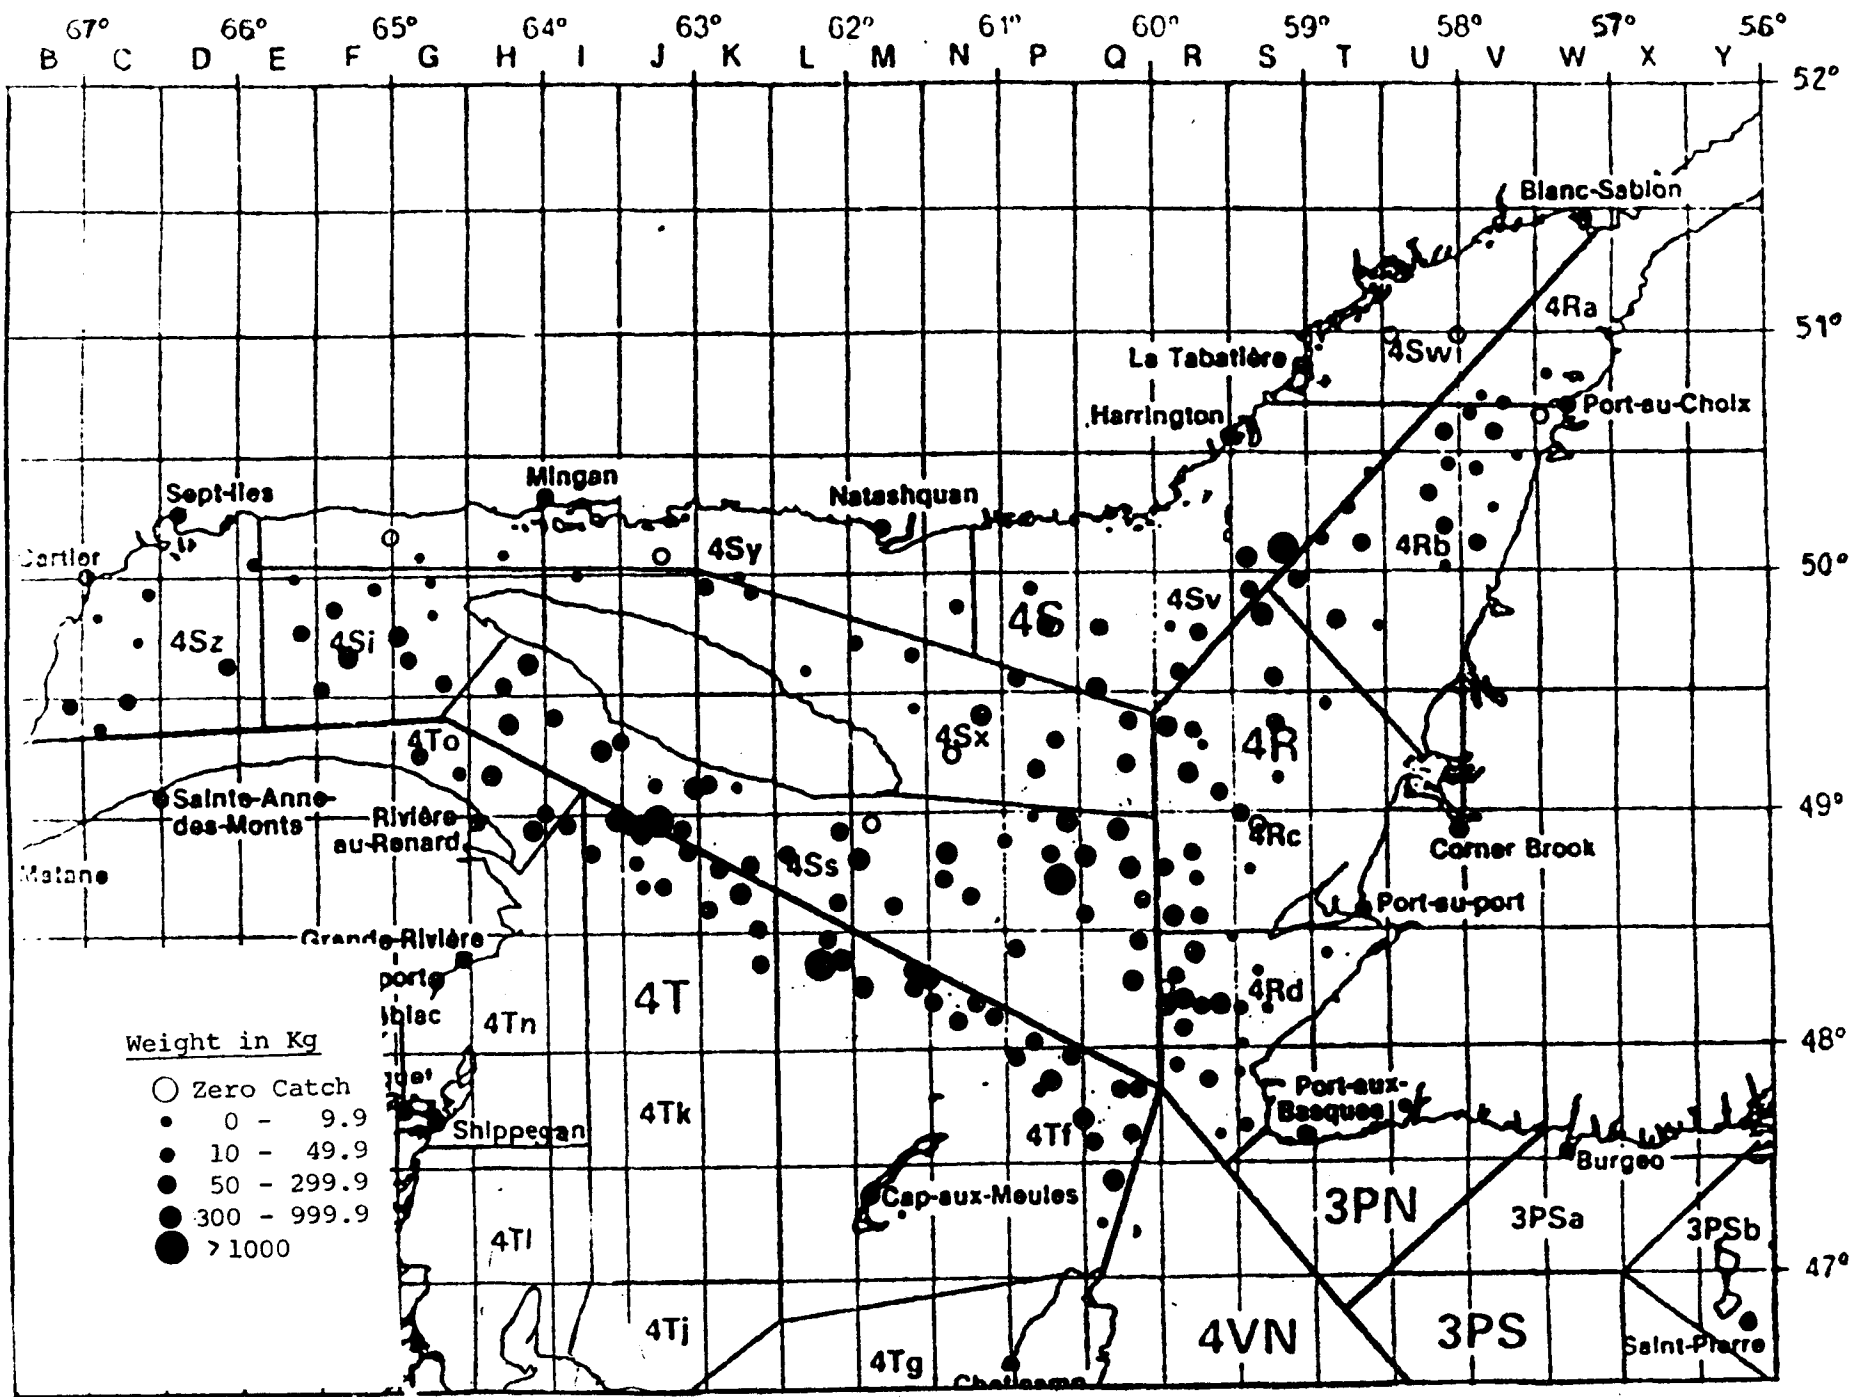 67° 66° 65° 64° 63° 62° 61° 60° 59° 58° 57° 56°
B C D E F G H I J K L M N P Q R S T U V W X Y
52°
Blanc-Sablon
4Ra
51°
4Sw
La Tabatière
Harrington
Port-au-Choix
Mingan
Sept-Iles
Natashquan
4Sy
4Rb
Cartier
50°
4Sv
4S
4Sz
4Si
4Sx
4R
4To
Sainte-Anne-
des-Monts
Rivière
au-Renard
49°
4Rc
Corner Brook
4Ss
Matane
Port-au-port
Grande-Rivière
porte
4Rd
4T
4Tn
48°
Weight in Kg
Zero Catch
0 - 9.9
10 - 49.9
50 - 299.9
300 - 999.9
>1000
Port-aux-
Basques
4Tk
Shippegan
4Tf
Burgeo
Cap-aux-Meules
3PN
3PSa
3PSb
4Tl
47°
4Tj
4VN
3PS
Saint-Pierre
4Tg